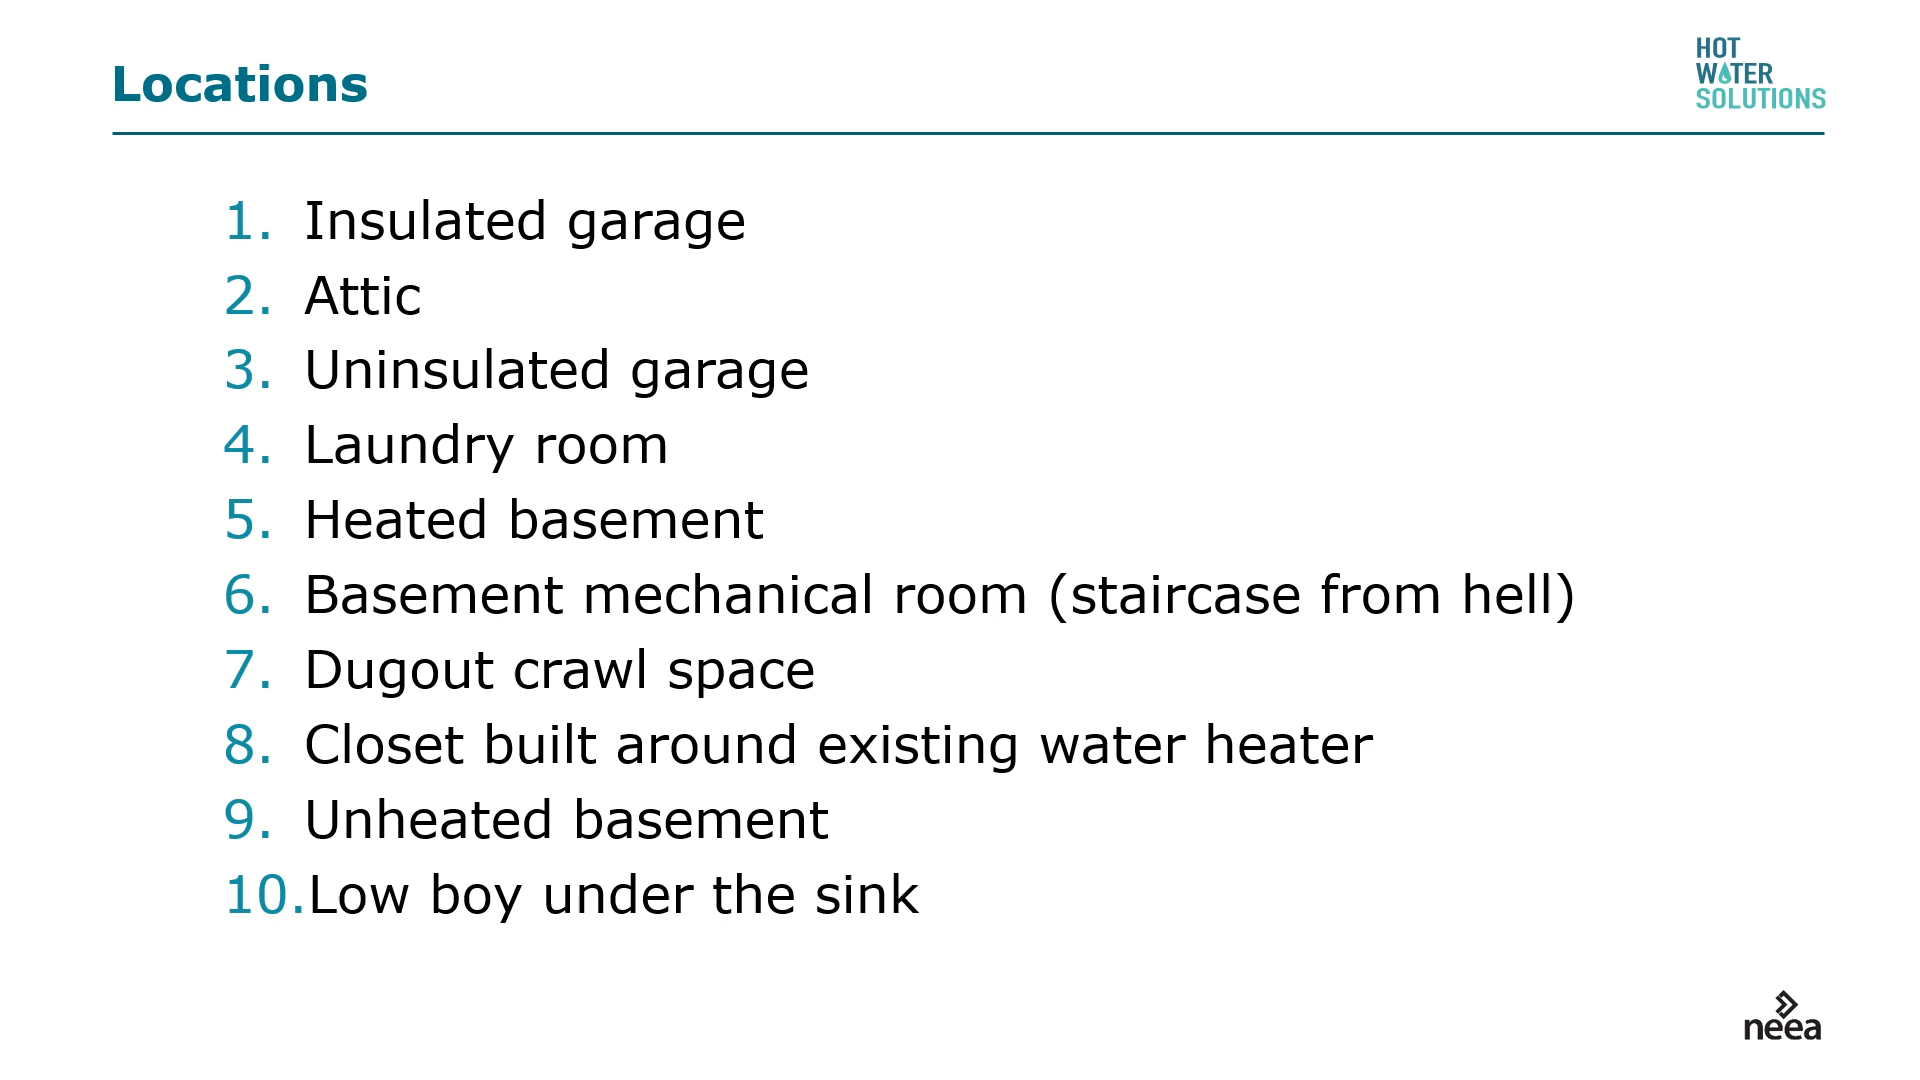 Locations
HOT
WATER
SOLUTIONS
1. Insulated garage
2. Attic
3. Uninsulated garage
4. Laundry room
5. Heated basement
6. Basement mechanical room (staircase from hell)
7. Dugout crawl space
8. Closet built around existing water heater
9. Unheated basement
10.Low boy under the sink
neea